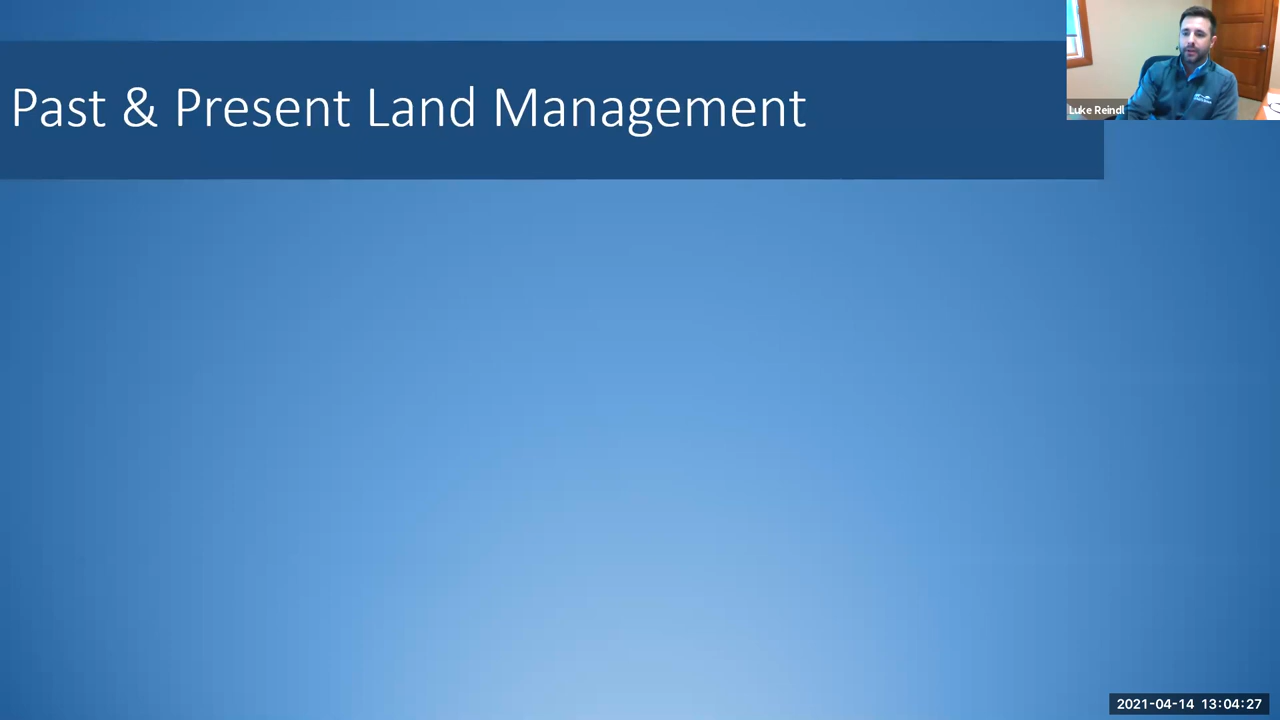 Past & Present Land Management
Luke Reindl
2021-04-14 13:04:27